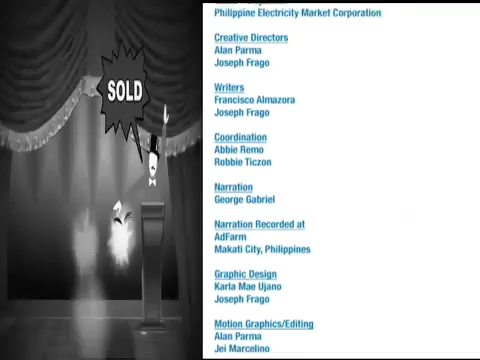 SOLD
Philippine Electricity Market Corporation
Creative Directors
Alan Parma
Joseph Frago
Writers
Francisco Almazora
Joseph Frago
Coordination
Abbie Remo
Robbie Ticzon
Narration
George Gabriel
Narration Recorded at
AdFarm
Makati City, Philippines
Graphic Design
Karla Mae Ujano
Joseph Frago
Motion Graphics/Editing
Alan Parma
Jei Marcelino